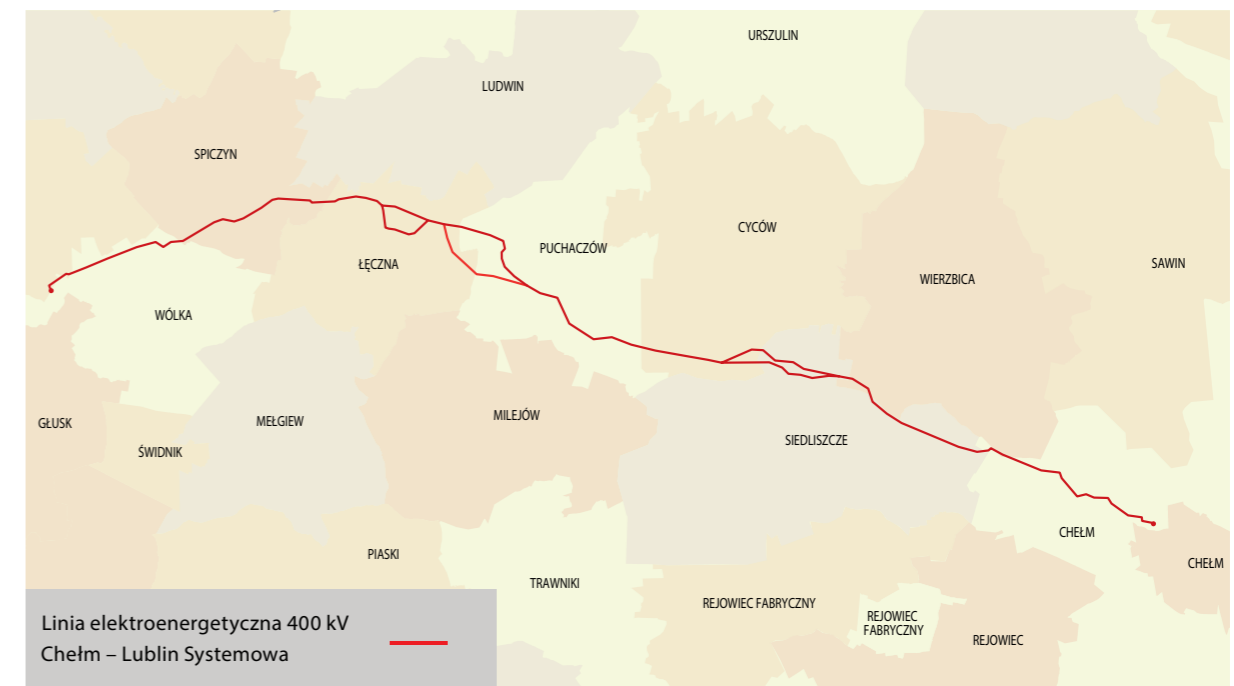 URSZULIN
LUDWIN
SPICZYN
CYCÓW
PUCHACZÓW
ŁĘCZNA
SAWIN
WIERZBICA
WÓLKA
MILEJÓW
MEŁGIEW
GŁUSK
SIEDLISZCZE
ŚWIDNIK
CHEŁM
PIASKI
CHEŁM
TRAWNIKI
REJOWIEC FABRYCZNY
REJOWIEC
FABRYCZNY
REJOWIEC
Linia elektroenergetyczna 400 kV
Chełm – Lublin Systemowa